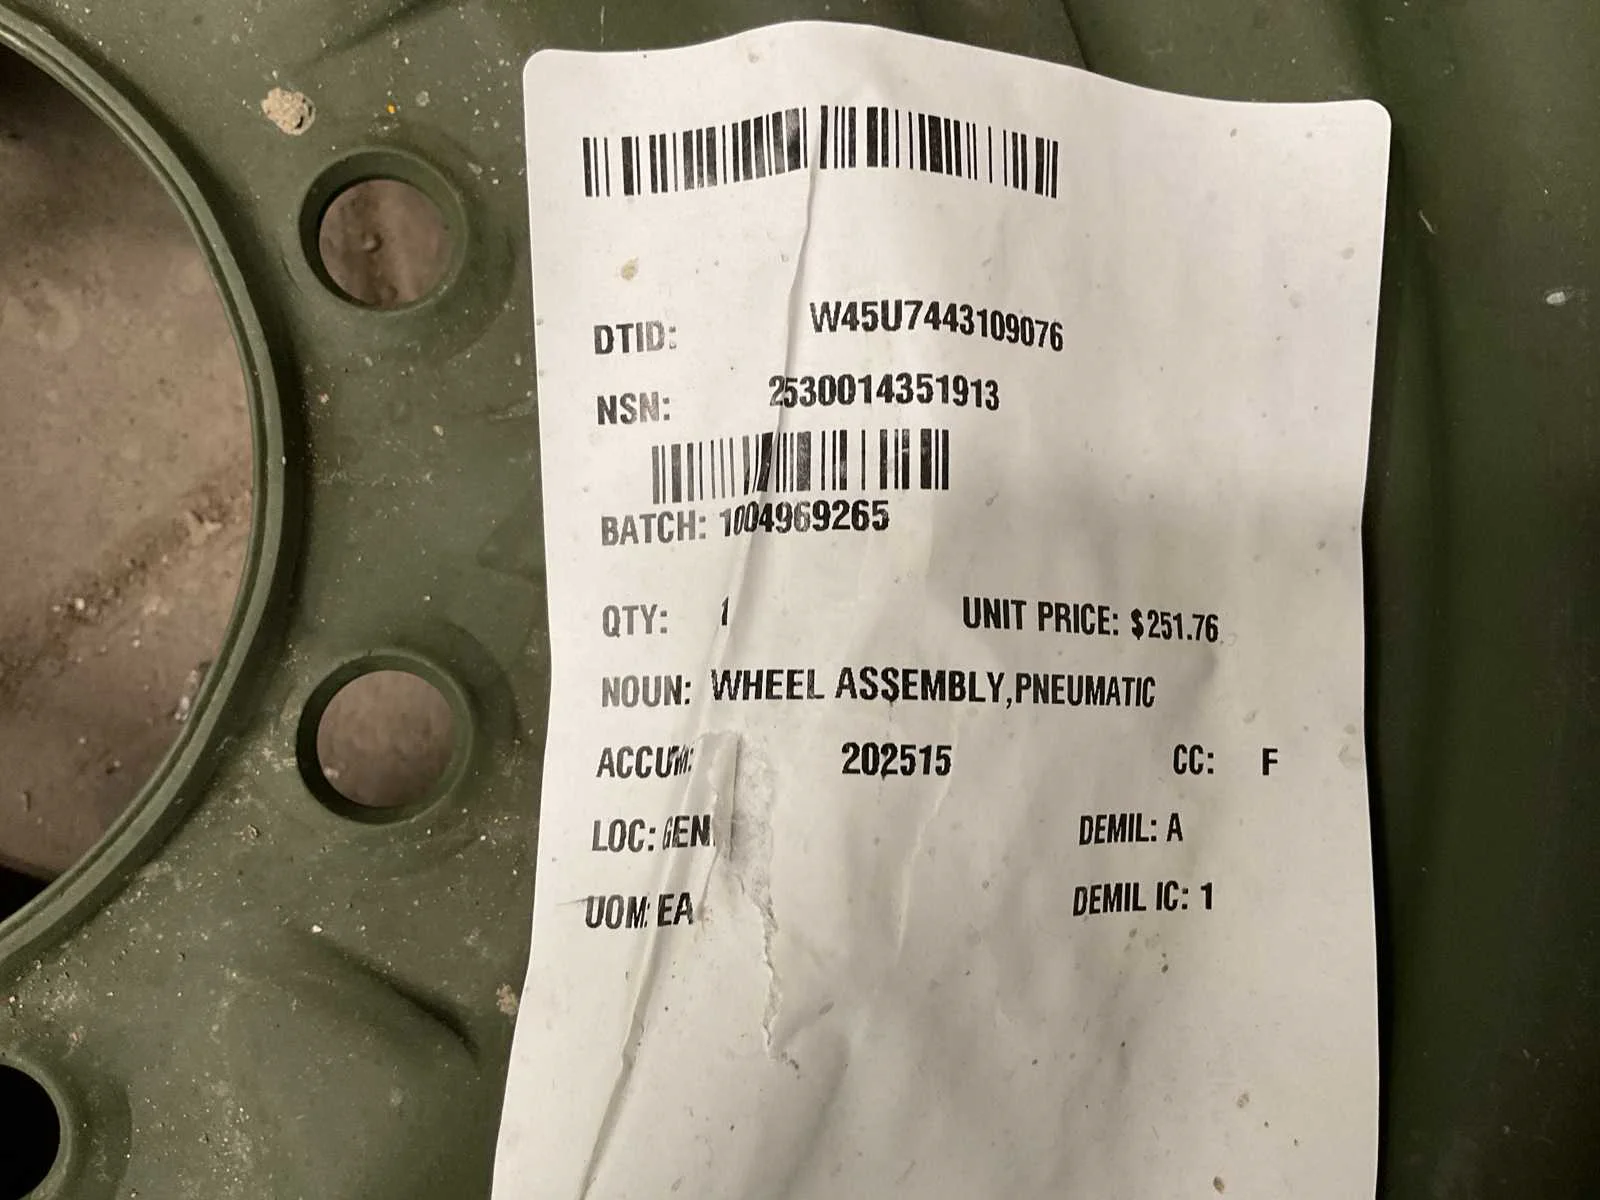 DTID: W45U7443109076
NSN: 2530014351913
BATCH: 1004969265
QTY: 1 UNIT PRICE: $251.76
NOUN: WHEEL ASSEMBLY,PNEUMATIC
ACCUM: 202515 CC: F
LOC: GEN DEMIL: A
UOM: EA DEMIL IC: 1